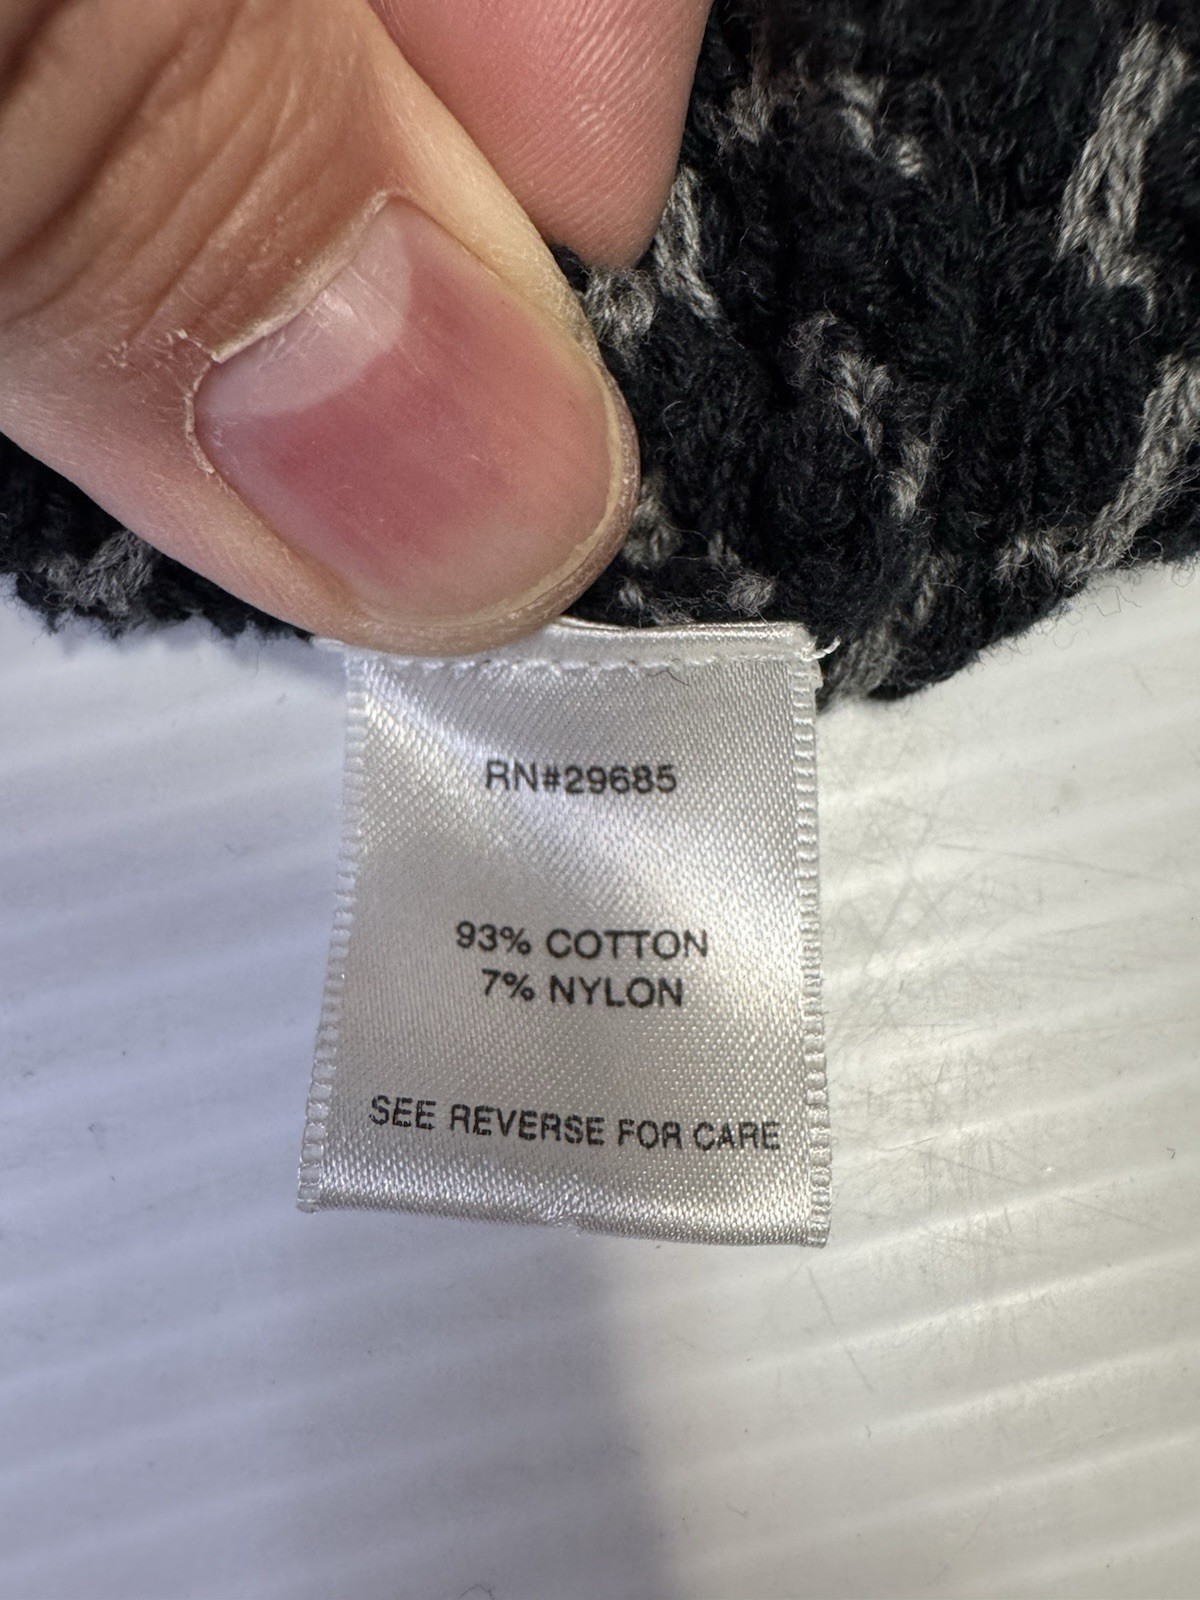 RN#29685
93% COTTON
7% NYLON
SEE REVERSE FOR CARE